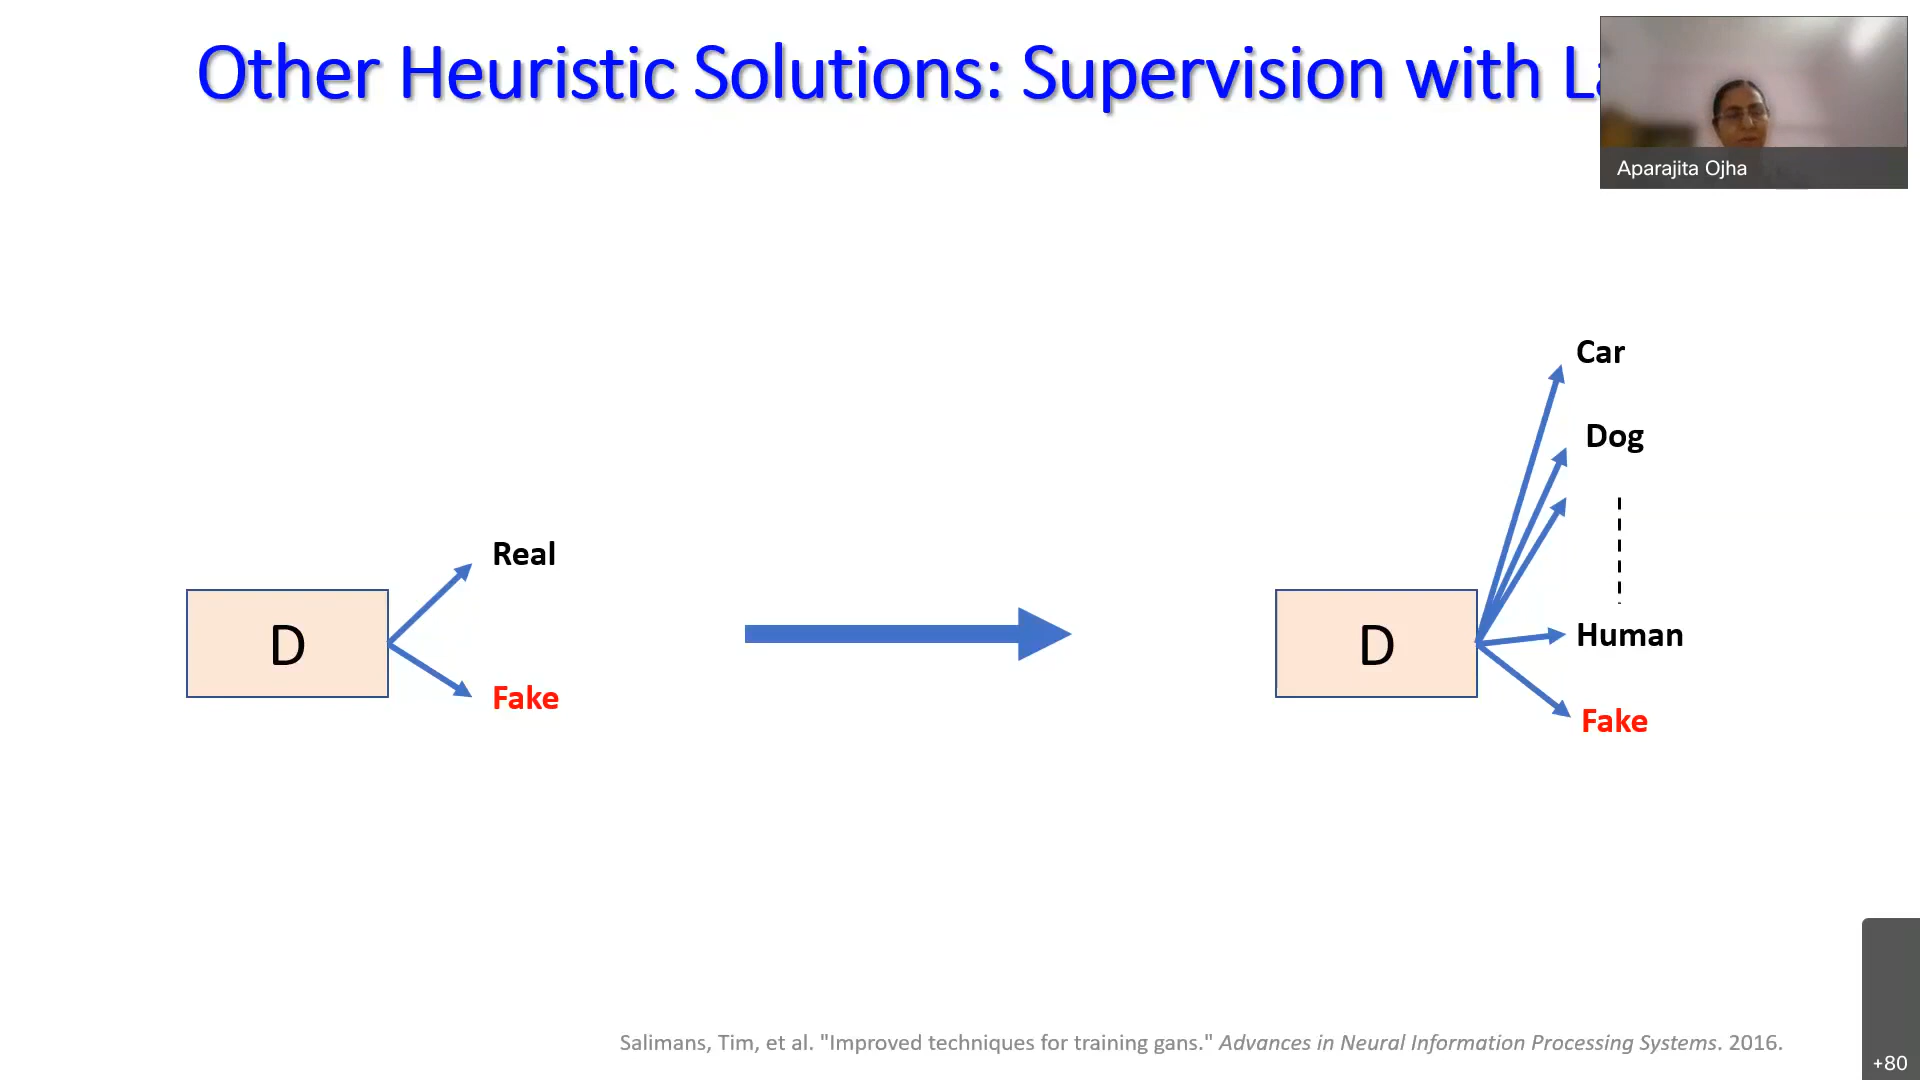 Other Heuristic Solutions: Supervision with
Aparajita Ojha
Car
Dog
Real
D
Fake
D
Human
Fake
Salimans, Tim, et al. "Improved techniques for training gans." Advances in Neural Information Processing Systems. 2016.
+80